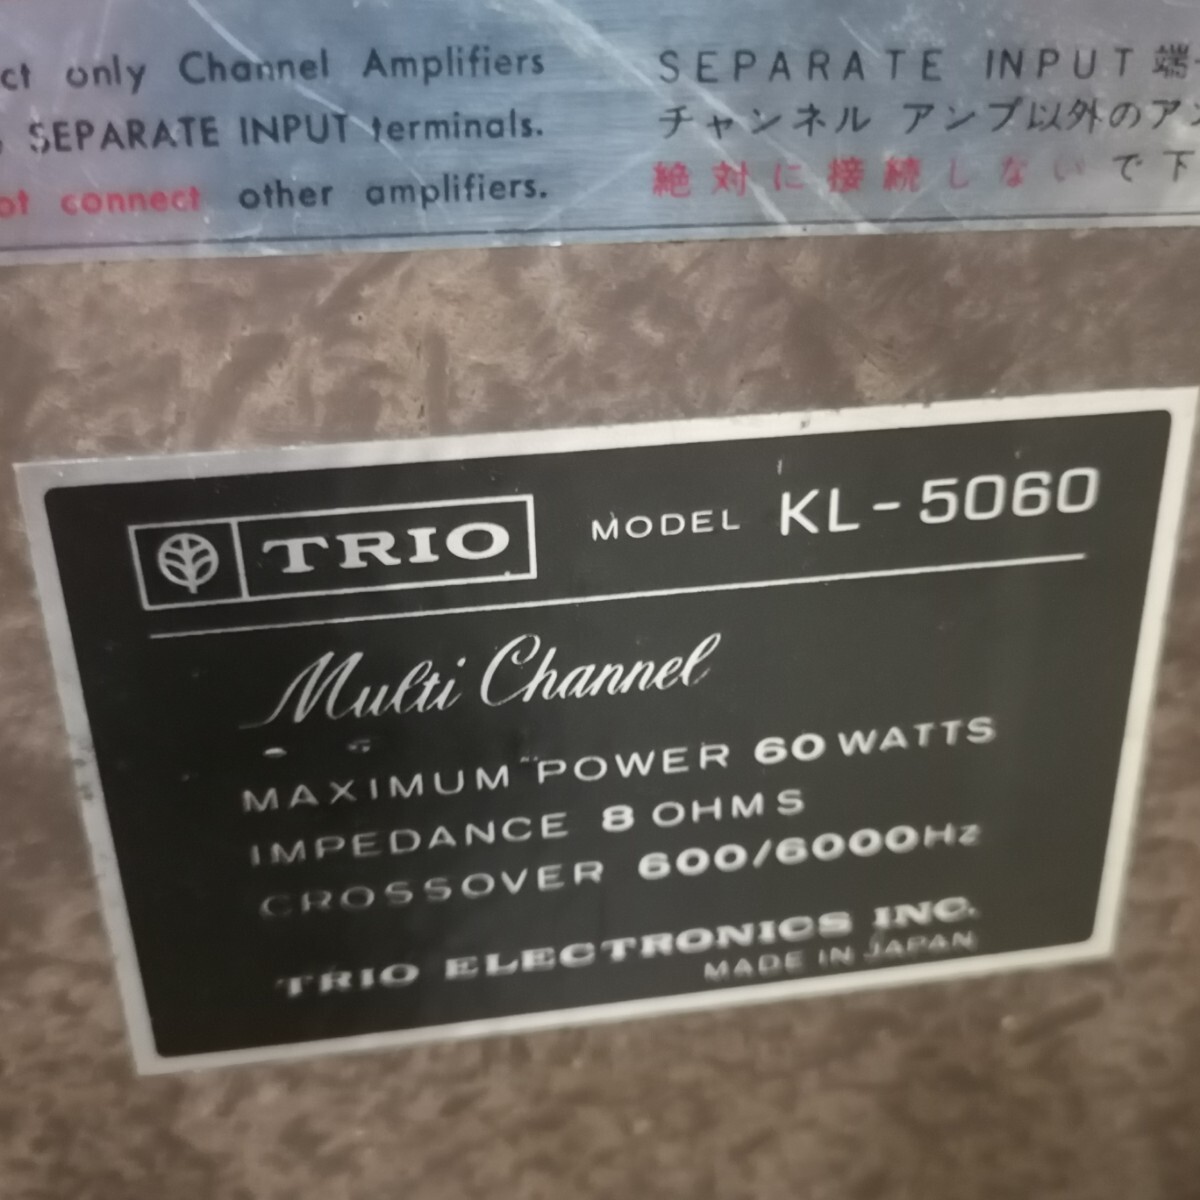 only Channel Amplifiers
SEPARATE INPUT terminals.
connect other amplifiers.
SEPARATE INPUT 端
チャンネル アンプ以外のア
絶対に接続しないで下
TRIO MODEL KL-5060
Multi Channel
MAXIMUM POWER 60 WATTS
IMPEDANCE 8 OHMS
CROSSOVER 600/6000Hz
TRIO ELECTRONICS INC.
MADE IN JAPAN